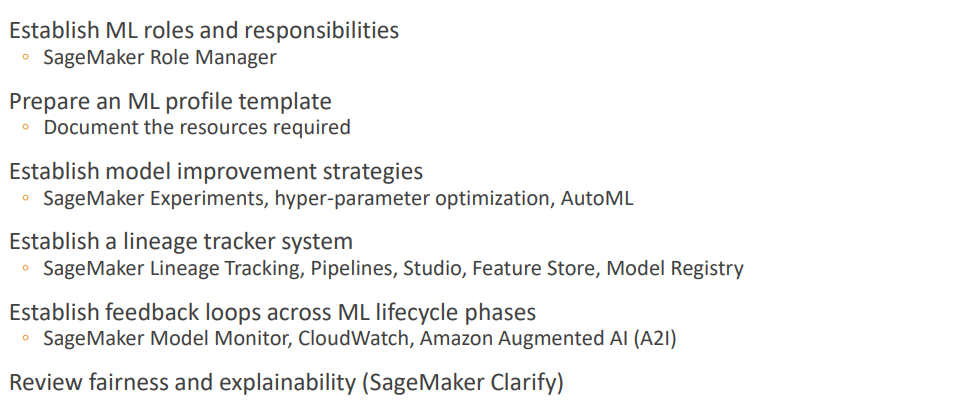 Establish ML roles and responsibilities
◦ SageMaker Role Manager
Prepare an ML profile template
◦ Document the resources required
Establish model improvement strategies
◦ SageMaker Experiments, hyper-parameter optimization, AutoML
Establish a lineage tracker system
◦ SageMaker Lineage Tracking, Pipelines, Studio, Feature Store, Model Registry
Establish feedback loops across ML lifecycle phases
◦ SageMaker Model Monitor, CloudWatch, Amazon Augmented AI (A2I)
Review fairness and explainability (SageMaker Clarify)